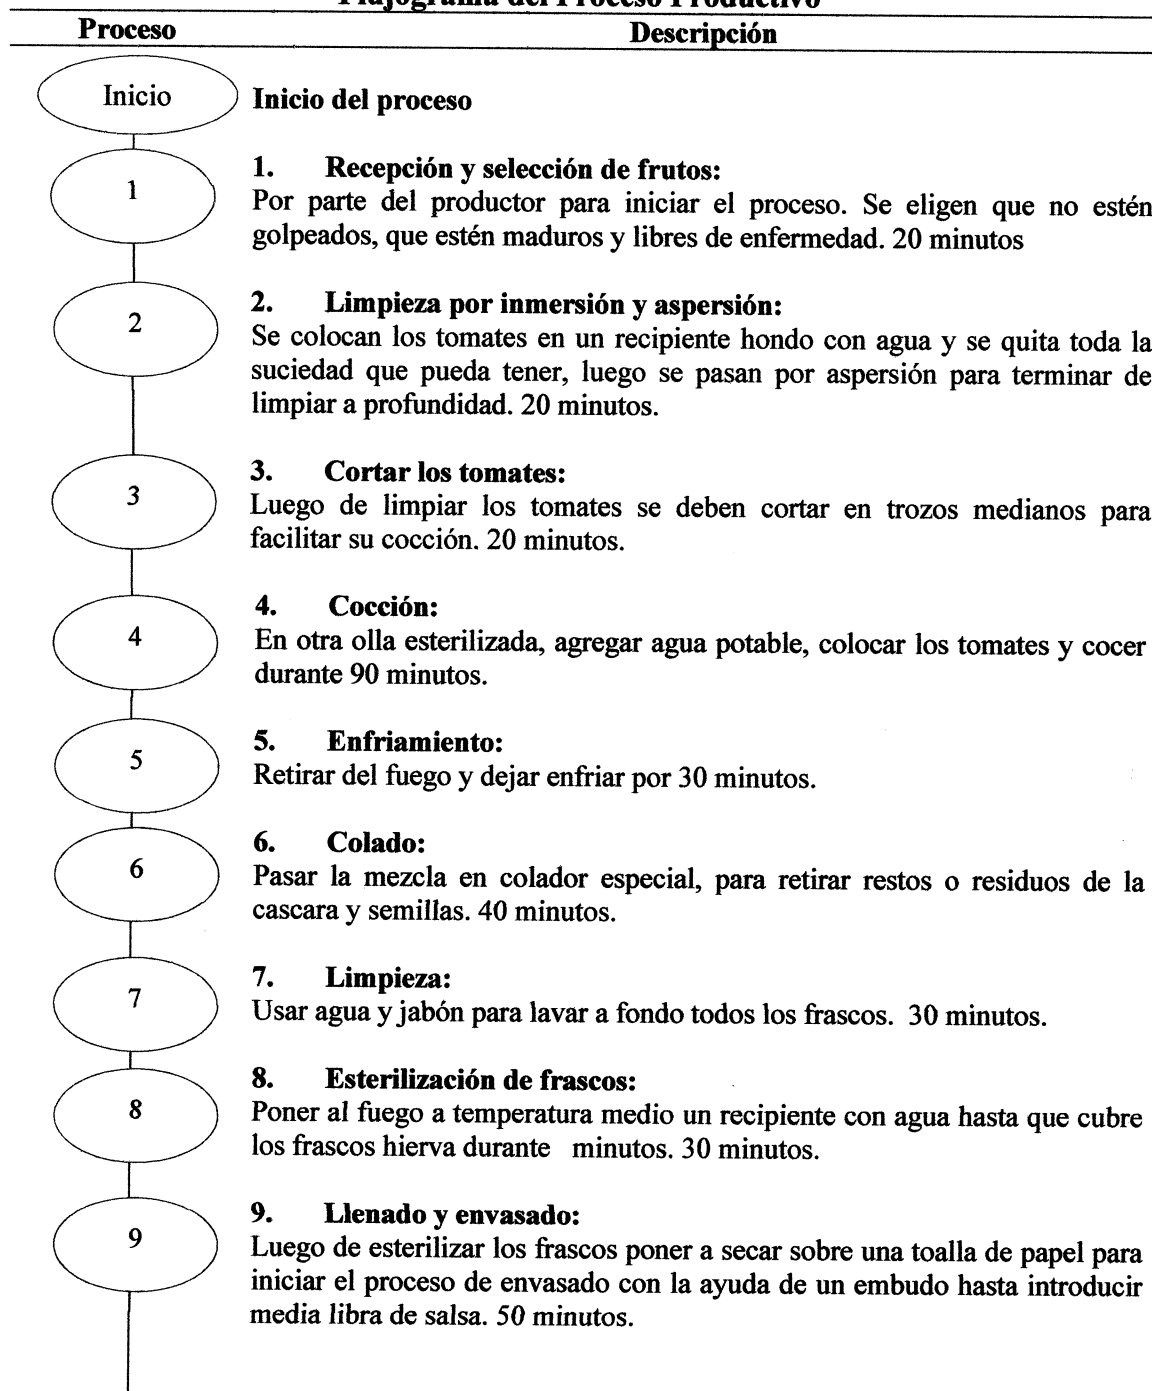 Flujograma del Proceso Productivo
Proceso Descripción
Inicio Inicio del proceso
1 1. Recepción y selección de frutos:
Por parte del productor para iniciar el proceso. Se eligen que no estén
golpeados, que estén maduros y libres de enfermedad. 20 minutos
2 2. Limpieza por inmersión y aspersión:
Se colocan los tomates en un recipiente hondo con agua y se quita toda la
suciedad que pueda tener, luego se pasan por aspersión para terminar de
limpiar a profundidad. 20 minutos.
3 3. Cortar los tomates:
Luego de limpiar los tomates se deben cortar en trozos medianos para
facilitar su cocción. 20 minutos.
4 4. Cocción:
En otra olla esterilizada, agregar agua potable, colocar los tomates y cocer
durante 90 minutos.
5 5. Enfriamiento:
Retirar del fuego y dejar enfriar por 30 minutos.
6 6. Colado:
Pasar la mezcla en colador especial, para retirar restos o residuos de la
cascara y semillas. 40 minutos.
7 7. Limpieza:
Usar agua y jabón para lavar a fondo todos los frascos. 30 minutos.
8 8. Esterilización de frascos:
Poner al fuego a temperatura medio un recipiente con agua hasta que cubre
los frascos hierva durante minutos. 30 minutos.
9 9. Llenado y envasado:
Luego de esterilizar los frascos poner a secar sobre una toalla de papel para
iniciar el proceso de envasado con la ayuda de un embudo hasta introducir
media libra de salsa. 50 minutos.